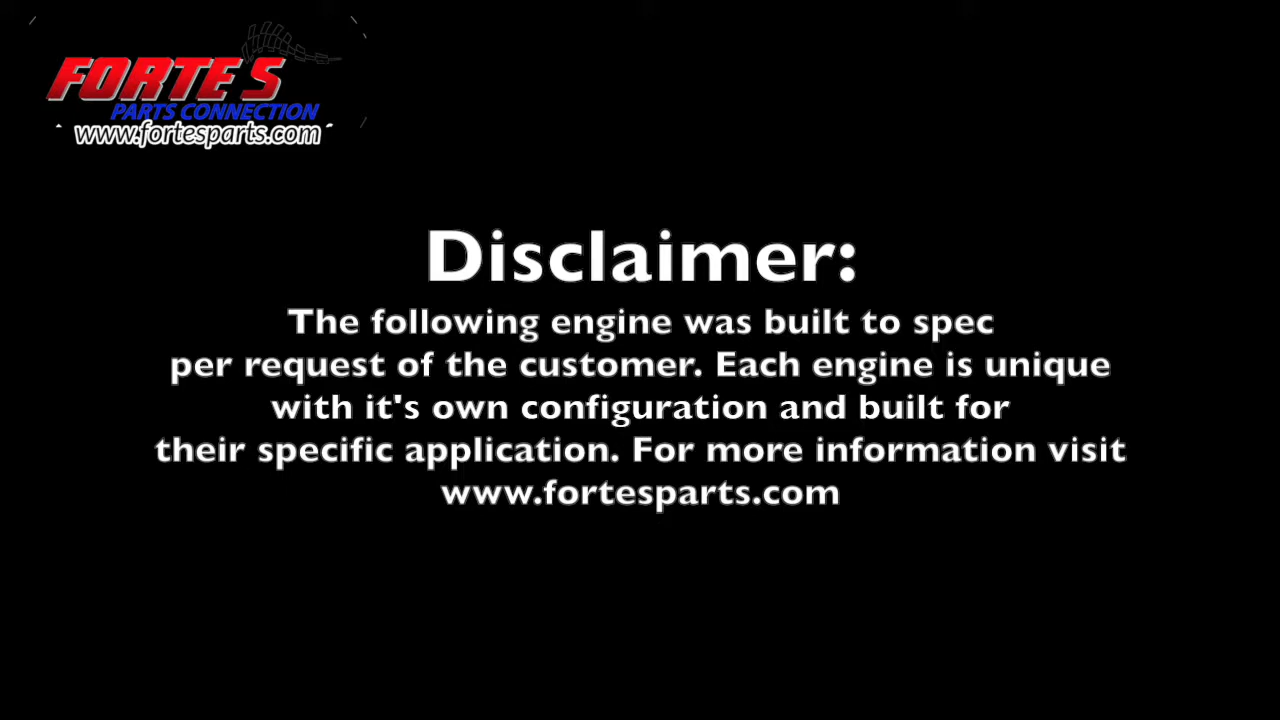 FORTE'S
PARTS CONNECTION
www.fortesparts.com
Disclaimer:
The following engine was built to spec
per request of the customer. Each engine is unique
with it's own configuration and built for
their specific application. For more information visit
www.fortesparts.com